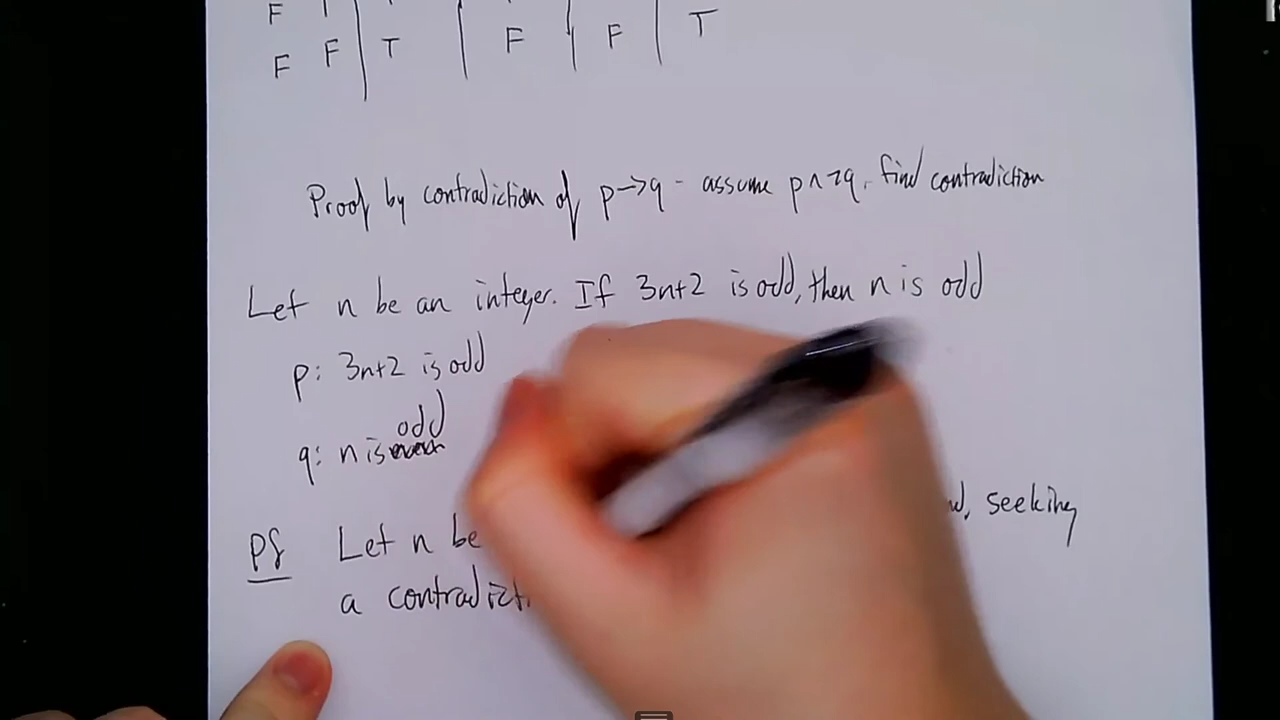 F
F F T F F T
Proof by contradiction of p→q - assume p∧¬q, find contradiction
Let n be an integer. If 3n+2 is odd, then n is odd
p: 3n+2 is odd
odd
q: n is even
Pf Let n be seeking
a contradicti